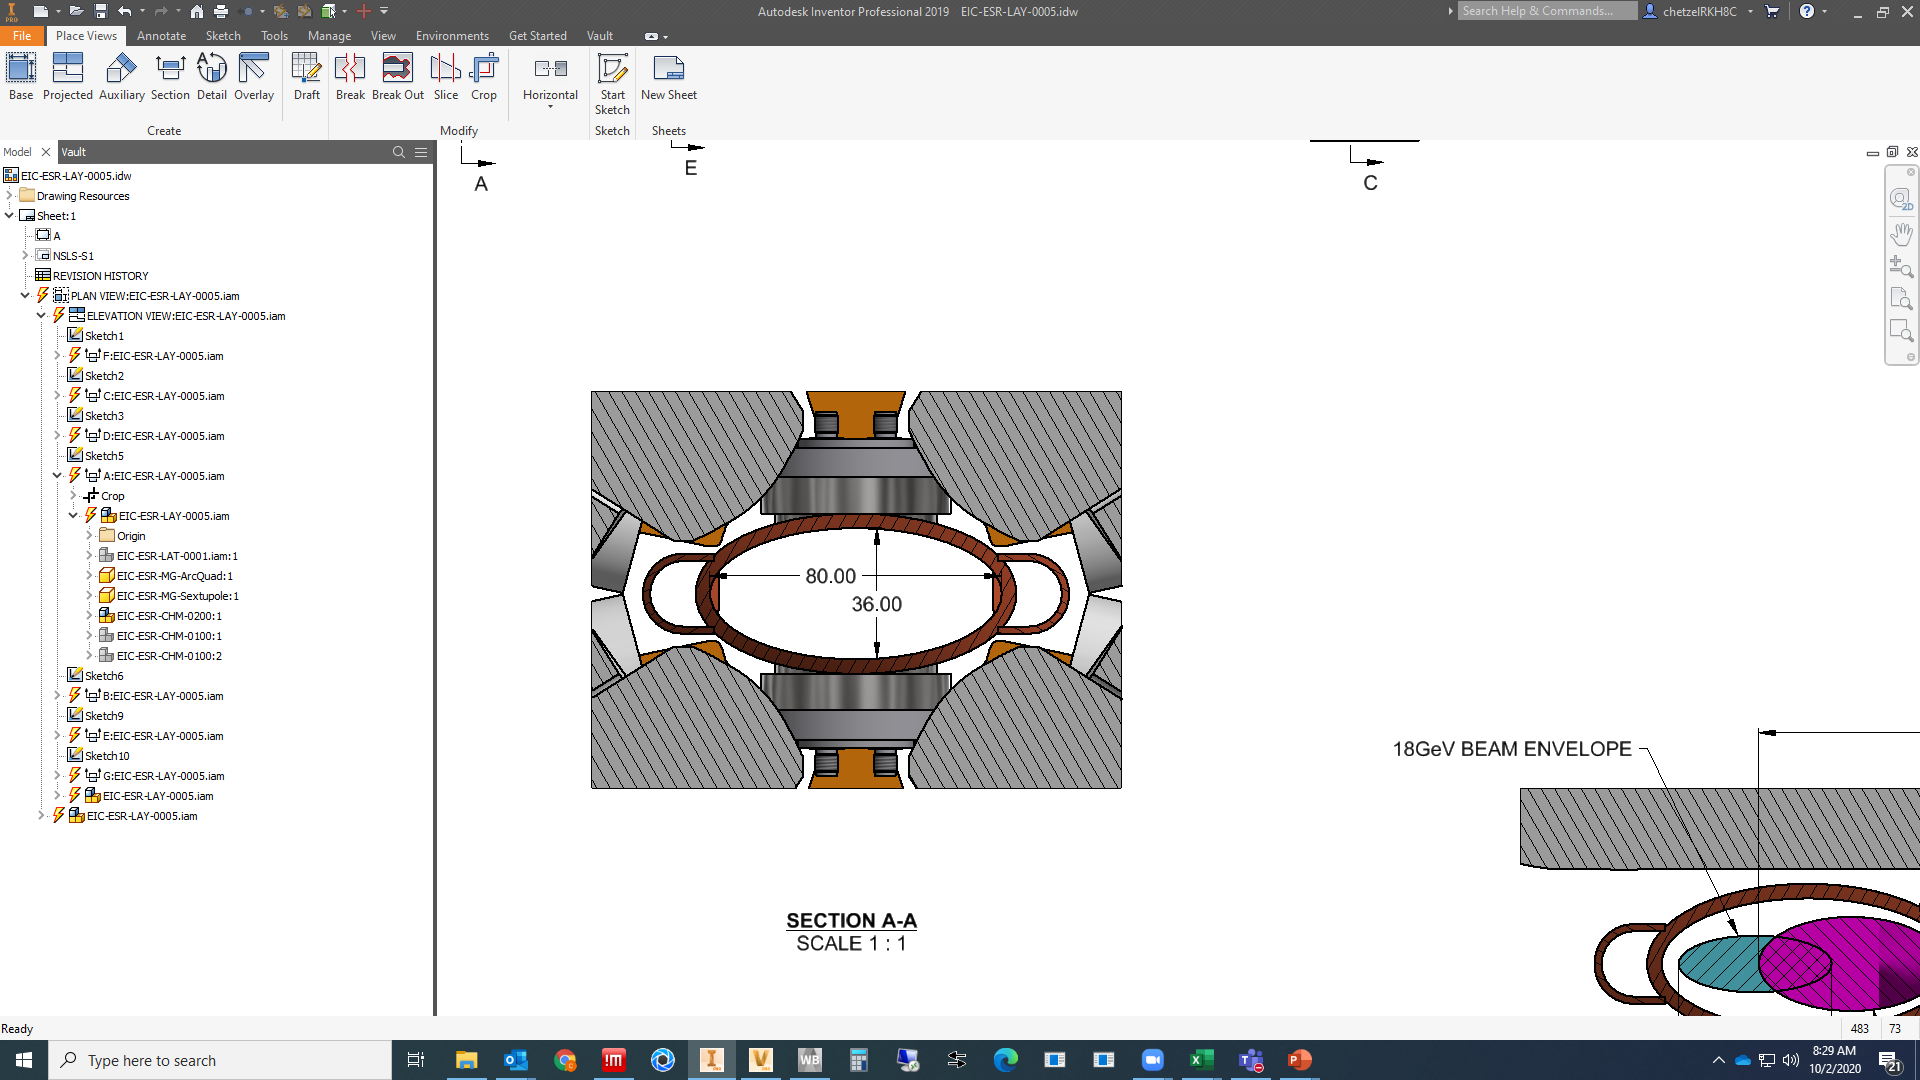 Autodesk Inventor Professional 2019 EIC-ESR-LAY-0005.idw
Search Help & Commands...
chetzelRKH8C
PRO
File Place Views Annotate Sketch Tools Manage View Environments Get Started Vault
Base Projected Auxiliary Section Detail Overlay Draft Break Break Out Slice Crop Horizontal Start Sketch New Sheet
Create Modify Sketch Sheets
Model Vault
EIC-ESR-LAY-0005.idw
Drawing Resources
Sheet:1
A
NSLS-S1
REVISION HISTORY
PLAN VIEW:EIC-ESR-LAY-0005.iam
ELEVATION VIEW:EIC-ESR-LAY-0005.iam
Sketch1
F:EIC-ESR-LAY-0005.iam
Sketch2
C:EIC-ESR-LAY-0005.iam
Sketch3
D:EIC-ESR-LAY-0005.iam
Sketch5
A:EIC-ESR-LAY-0005.iam
Crop
EIC-ESR-LAY-0005.iam
Origin
EIC-ESR-LAT-0001.iam:1
EIC-ESR-MG-ArcQuad:1
EIC-ESR-MG-Sextupole:1
EIC-ESR-CHM-0200:1
EIC-ESR-CHM-0100:1
EIC-ESR-CHM-0100:2
Sketch6
B:EIC-ESR-LAY-0005.iam
Sketch9
E:EIC-ESR-LAY-0005.iam
Sketch10
G:EIC-ESR-LAY-0005.iam
EIC-ESR-LAY-0005.iam
EIC-ESR-LAY-0005.iam
A
E
C
2D
80.00
36.00
18GeV BEAM ENVELOPE
SECTION A-A
SCALE 1 : 1
Ready
483 73
Type here to search
!M
WB
8:29 AM
10/2/2020
21